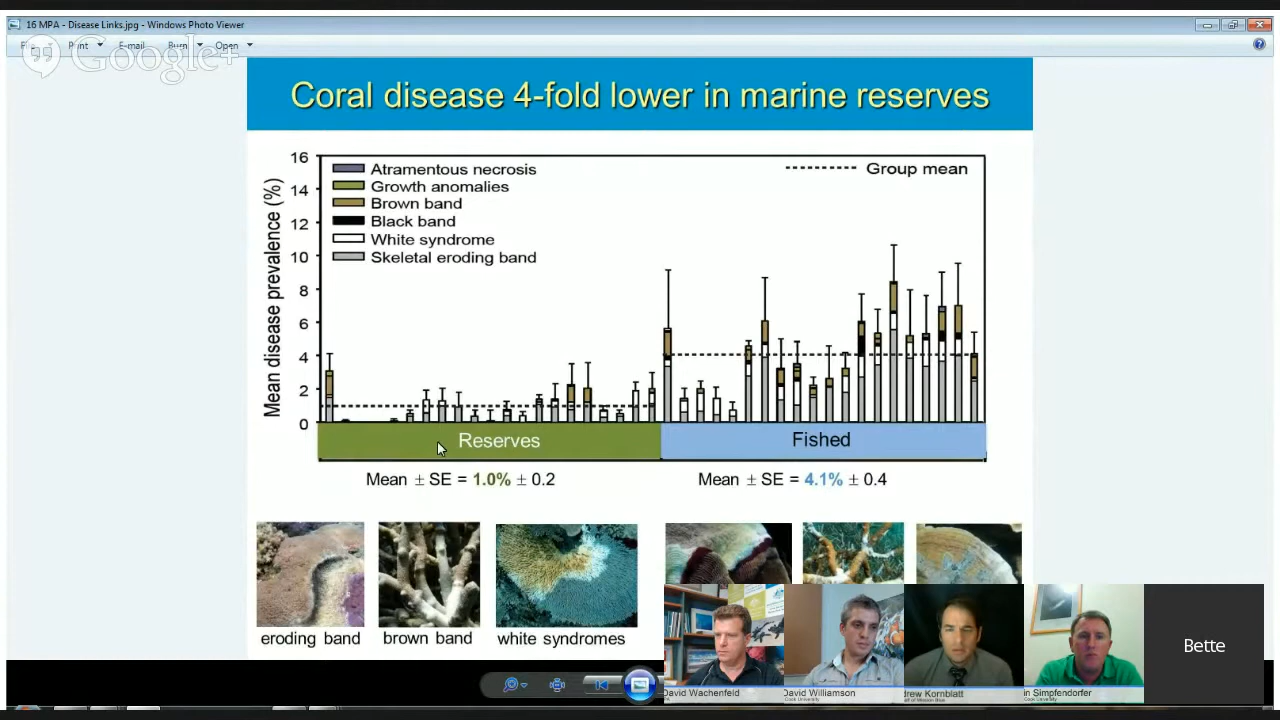 16 MPA - Disease Links.jpg - Windows Photo Viewer
Print E-mail Burn Open
Google+
Coral disease 4-fold lower in marine reserves
Mean disease prevalence (%)
16
14
12
10
8
6
4
2
0
Atramentous necrosis
Growth anomalies
Brown band
Black band
White syndrome
Skeletal eroding band
Group mean
Reserves
Fished
Mean ± SE = 1.0% ± 0.2
Mean ± SE = 4.1% ± 0.4
eroding band
brown band
white syndromes
David Wachenfeld
David Williamson
Cook University
drew Kornblatt
in Simpfendorfer
Cook University
Bette